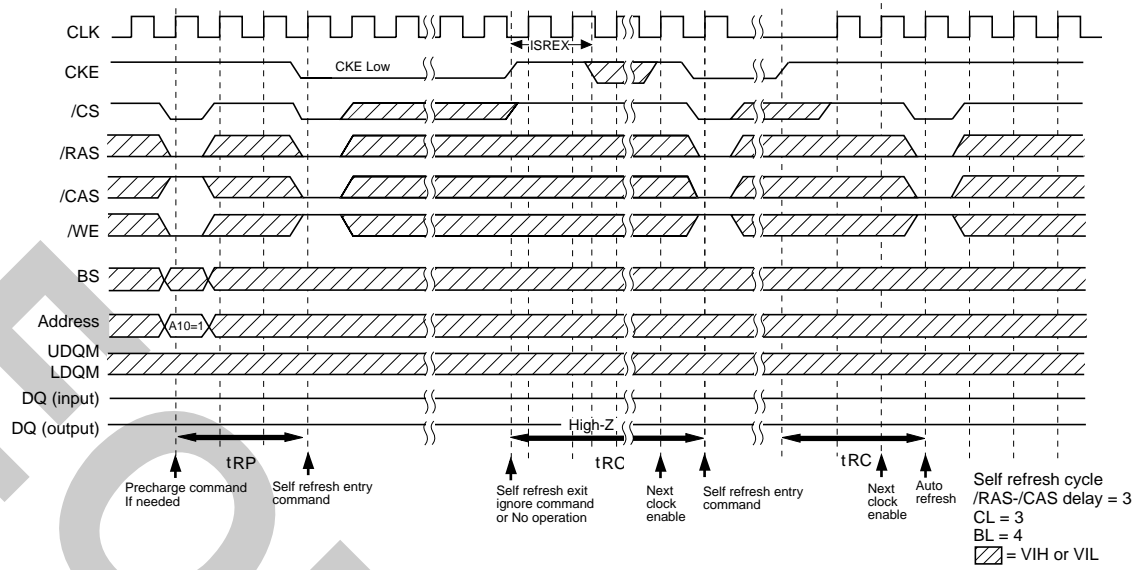 CLK
ISREX
CKE
CKE Low
/CS
/RAS
/CAS
/WE
BS
Address
A10=1
UDQM
LDQM
DQ (input)
DQ (output)
High-Z
tRP
tRC
tRC
Precharge command
If needed
Self refresh entry
command
Self refresh exit
ignore command
or No operation
Next
clock
enable
Self refresh entry
command
Next
clock
enable
Auto
refresh
Self refresh cycle
/RAS-/CAS delay = 3
CL = 3
BL = 4
= VIH or VIL